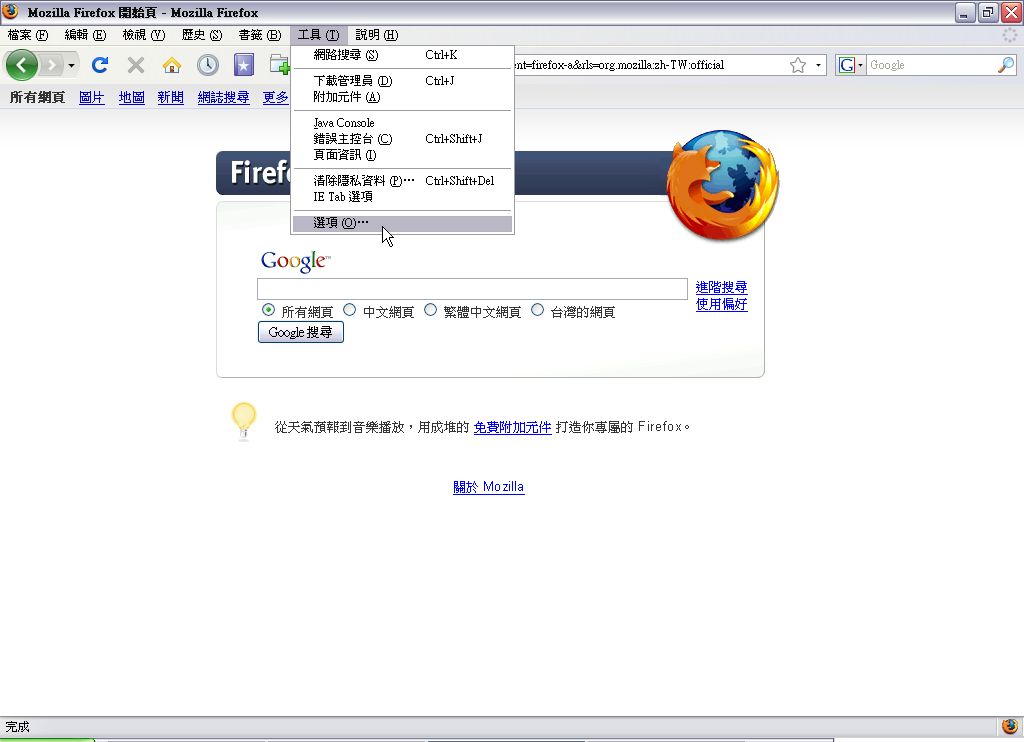 Mozilla Firefox 開始頁 - Mozilla Firefox
檔案 (F) 編輯 (E) 檢視 (V) 歷史 (S) 書籤 (B) 工具 (T) 說明 (H)
網路搜尋 (S) Ctrl+K
ent=firefox-a&rls=org.mozilla:zh-TW:official
G Google
下載管理員 (D) Ctrl+J
附加元件 (A)
所有網頁 圖片 地圖 新聞 網誌搜尋 更多
Java Console
錯誤主控台 (C) Ctrl+Shift+J
頁面資訊 (I)
清除隱私資料 (P)… Ctrl+Shift+Del
IE Tab 選項
選項 (O)…
Firef
Google™
進階搜尋
使用偏好
所有網頁 中文網頁 繁體中文網頁 台灣的網頁
Google 搜尋
從天氣預報到音樂播放，用成堆的 免費附加元件 打造你專屬的 Firefox。
關於 Mozilla
完成